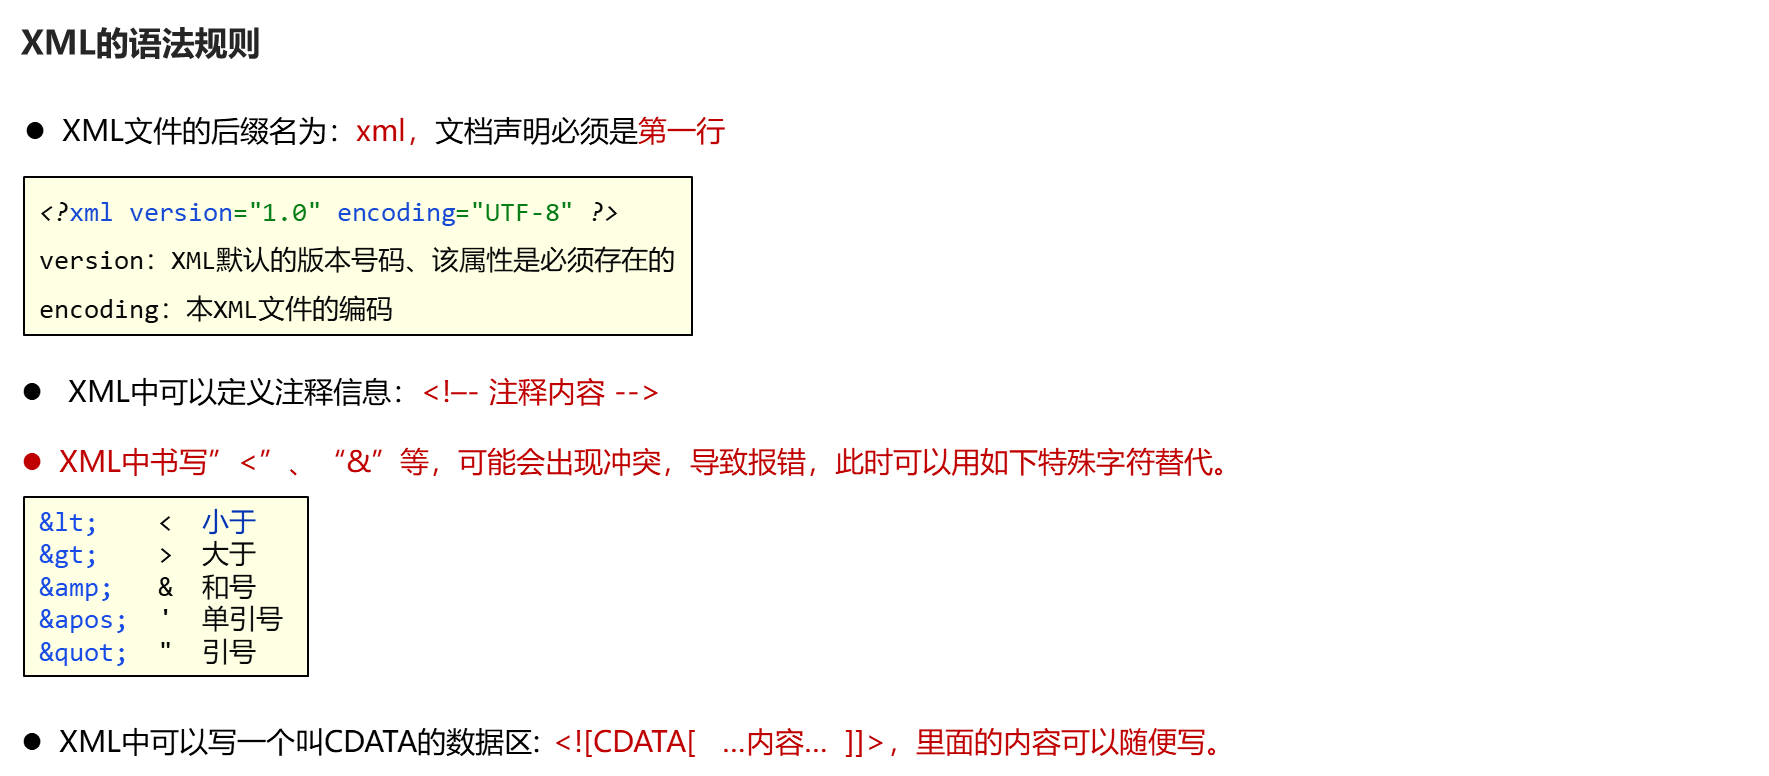 XML的语法规则
● XML文件的后缀名为：xml，文档声明必须是第一行
<?xml version="1.0" encoding="UTF-8" ?>
version：XML默认的版本号码、该属性是必须存在的
encoding：本XML文件的编码
● XML中可以定义注释信息：<!–- 注释内容 -->
● XML中书写”<”、“&”等，可能会出现冲突，导致报错，此时可以用如下特殊字符替代。
&lt; < 小于
&gt; > 大于
&amp; & 和号
&apos; ' 单引号
&quot; " 引号
● XML中可以写一个叫CDATA的数据区: <![CDATA[ …内容… ]]>，里面的内容可以随便写。